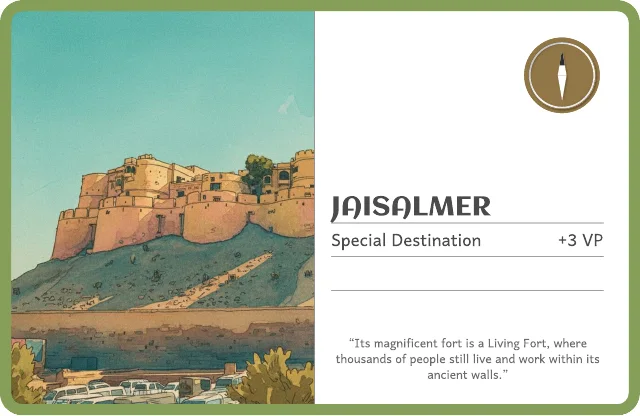 JAISALMER
Special Destination +3 VP
“Its magnificent fort is a Living Fort, where
thousands of people still live and work within its
ancient walls.”